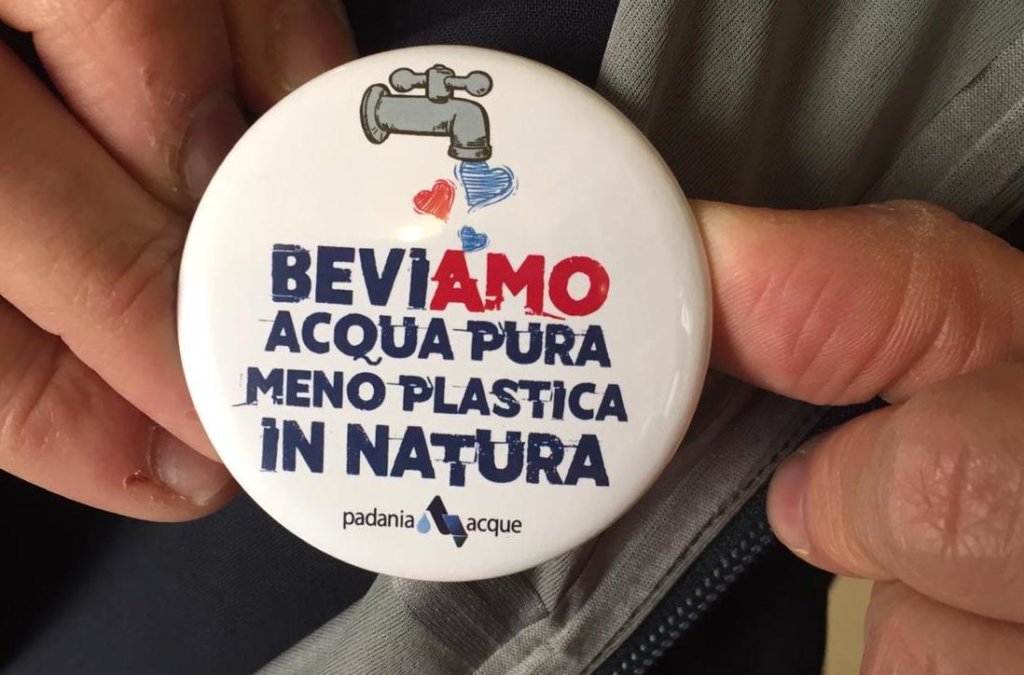 BEVIAMO
ACQUA PURA
MENO PLASTICA
IN NATURA
padania acque